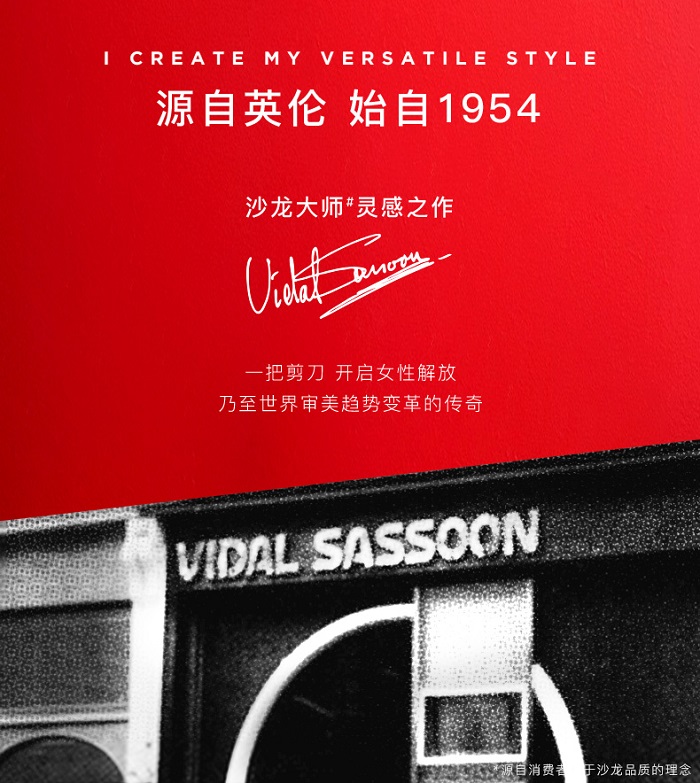 I CREATE MY VERSATILE STYLE
源自英伦 始自1954
沙龙大师#灵感之作
Vidal Sassoon
一把剪刀 开启女性解放
乃至世界审美趋势变革的传奇
VIDAL SASSOON
源自消费者 于沙龙品质的理念